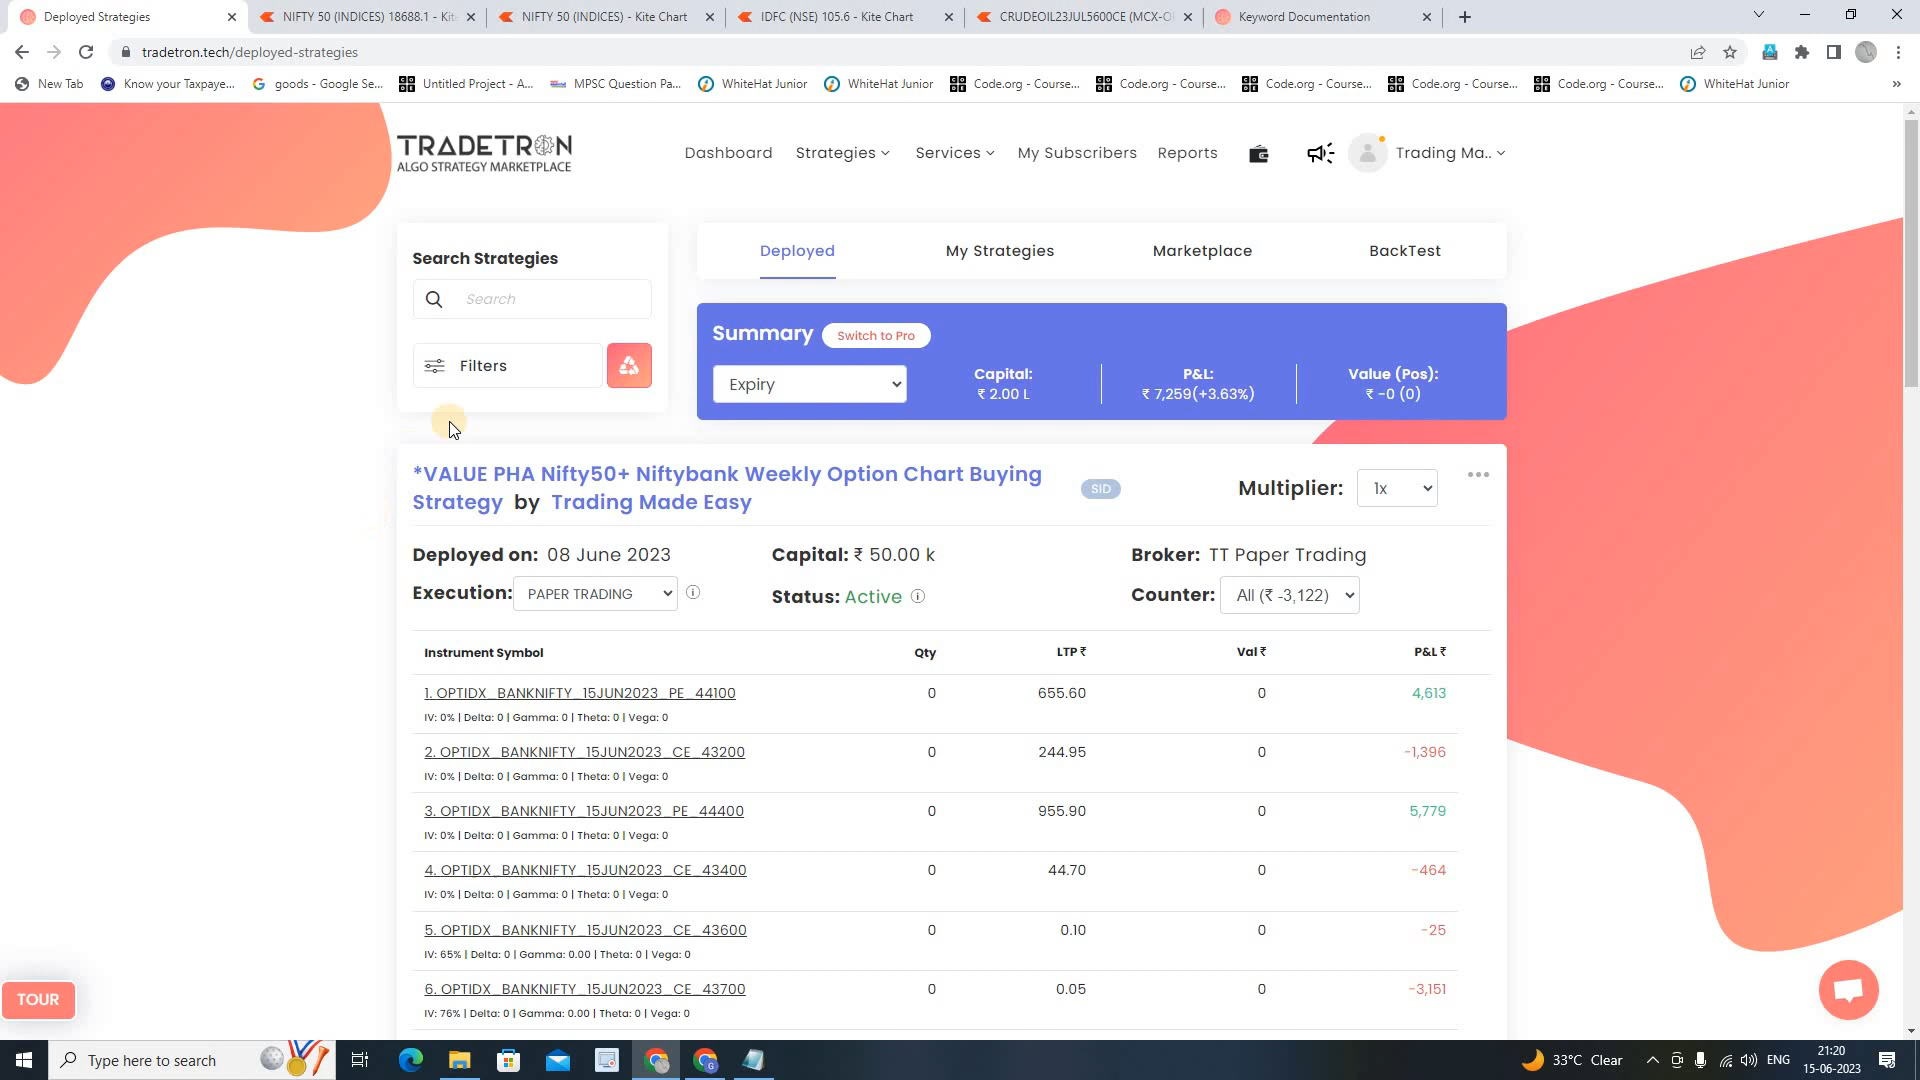 Deployed Strategies
NIFTY 50 (INDICES) 18688.1 - Kit
NIFTY 50 (INDICES) - Kite Chart
IDFC (NSE) 105.6 - Kite Chart
CRUDEOIL23JUL5600CE (MCX-O
Keyword Documentation
tradetron.tech/deployed-strategies
New Tab
Know your Taxpaye...
goods - Google Se...
Untitled Project - A...
MPSC Question Pa...
WhiteHat Junior
WhiteHat Junior
Code.org - Course...
Code.org - Course...
Code.org - Course...
Code.org - Course...
Code.org - Course...
WhiteHat Junior
TRADETRON
ALGO STRATEGY MARKETPLACE
Dashboard Strategies Services My Subscribers Reports Trading Ma..
Search Strategies
Search
Filters
Deployed My Strategies Marketplace BackTest
Summary Switch to Pro
Expiry
Capital:
₹ 2.00 L
P&L:
₹ 7,259(+3.63%)
Value (Pos):
₹ -0 (0)
*VALUE PHA Nifty50+ Niftybank Weekly Option Chart Buying
Strategy by Trading Made Easy
SID
Multiplier: 1x
Deployed on: 08 June 2023 Capital: ₹ 50.00 k Broker: TT Paper Trading
Execution: PAPER TRADING Status: Active Counter: All (₹ -3,122)
Instrument Symbol Qty LTP ₹ Val ₹ P&L ₹
1. OPTIDX_BANKNIFTY_15JUN2023_PE_44100 0 655.60 0 4,613
IV: 0% | Delta: 0 | Gamma: 0 | Theta: 0 | Vega: 0
2. OPTIDX_BANKNIFTY_15JUN2023_CE_43200 0 244.95 0 -1,396
IV: 0% | Delta: 0 | Gamma: 0 | Theta: 0 | Vega: 0
3. OPTIDX_BANKNIFTY_15JUN2023_PE_44400 0 955.90 0 5,779
IV: 0% | Delta: 0 | Gamma: 0 | Theta: 0 | Vega: 0
4. OPTIDX_BANKNIFTY_15JUN2023_CE_43400 0 44.70 0 -464
IV: 0% | Delta: 0 | Gamma: 0 | Theta: 0 | Vega: 0
5. OPTIDX_BANKNIFTY_15JUN2023_CE_43600 0 0.10 0 -25
IV: 65% | Delta: 0 | Gamma: 0.00 | Theta: 0 | Vega: 0
6. OPTIDX_BANKNIFTY_15JUN2023_CE_43700 0 0.05 0 -3,151
IV: 76% | Delta: 0 | Gamma: 0.00 | Theta: 0 | Vega: 0
TOUR
Type here to search
33°C Clear
ENG
21:20
15-06-2023